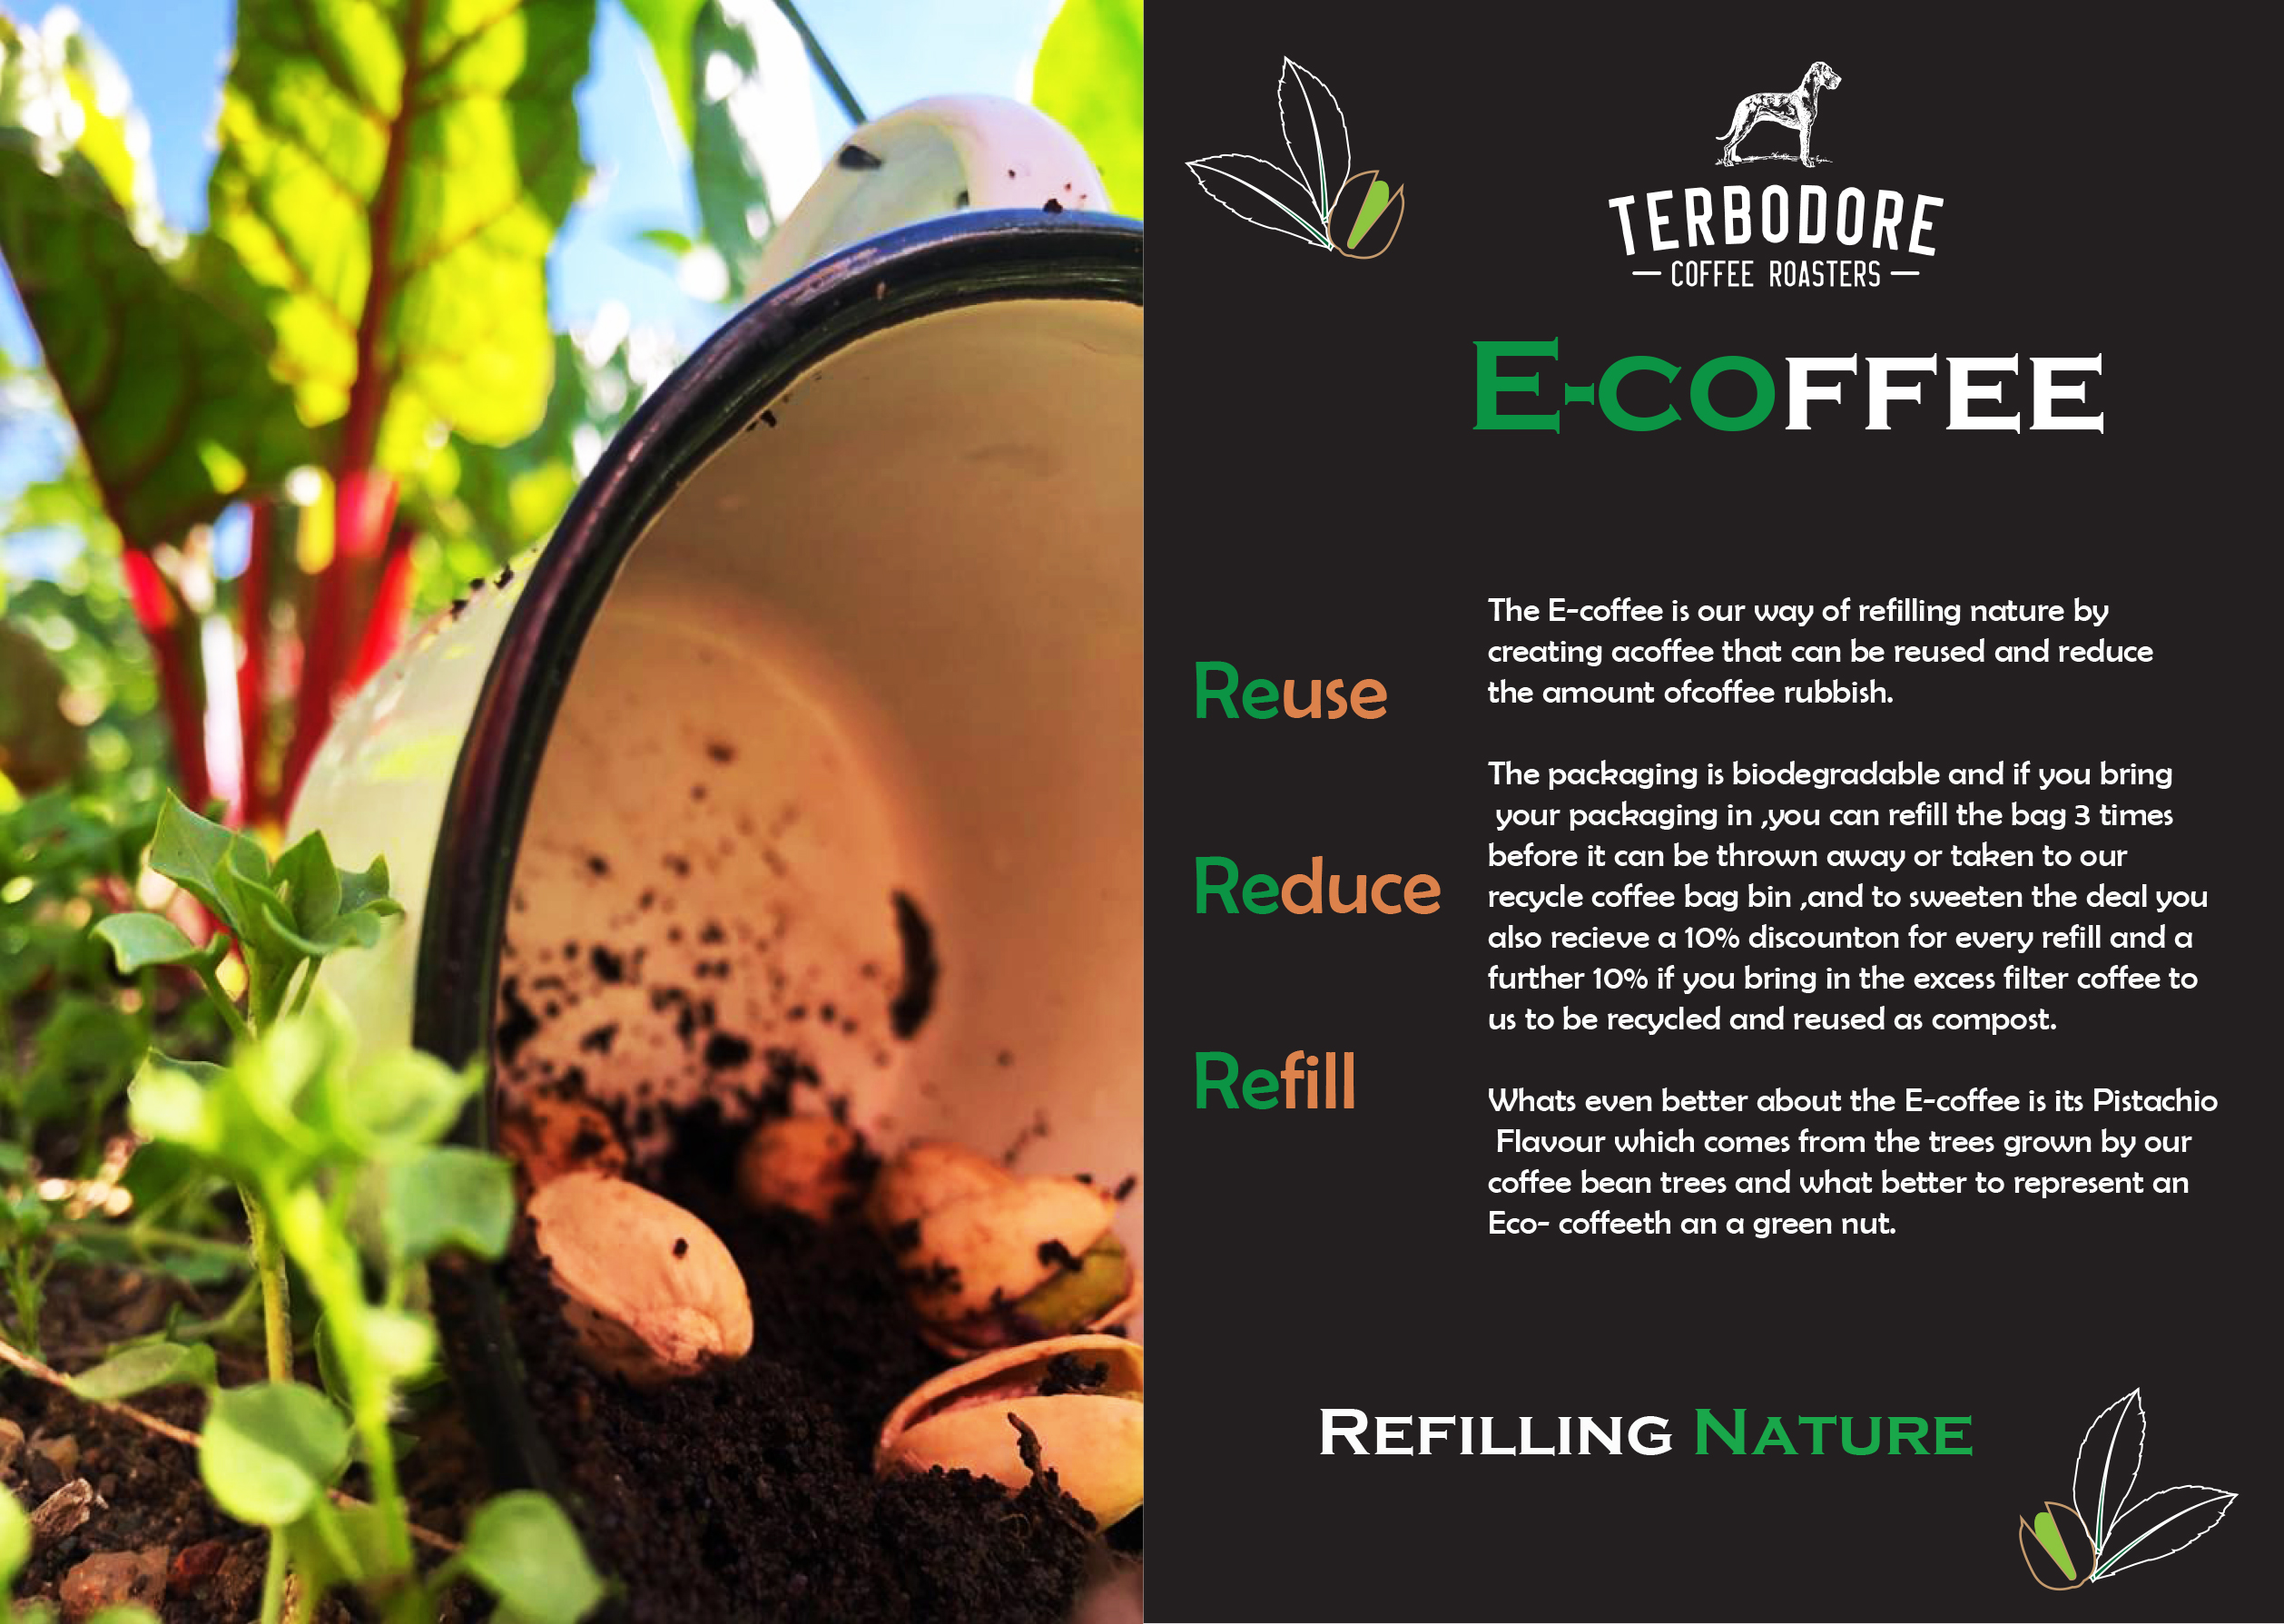 TERBODORE
COFFEE ROASTERS
E-COFFEE
Reuse
Reduce
Refill
The E-coffee is our way of refilling nature by
creating acoffee that can be reused and reduce
the amount ofcoffee rubbish.
The packaging is biodegradable and if you bring
your packaging in ,you can refill the bag 3 times
before it can be thrown away or taken to our
recycle coffee bag bin ,and to sweeten the deal you
also recieve a 10% discounton for every refill and a
further 10% if you bring in the excess filter coffee to
us to be recycled and reused as compost.
Whats even better about the E-coffee is its Pistachio
Flavour which comes from the trees grown by our
coffee bean trees and what better to represent an
Eco- coffeeth an a green nut.
REFILLING NATURE